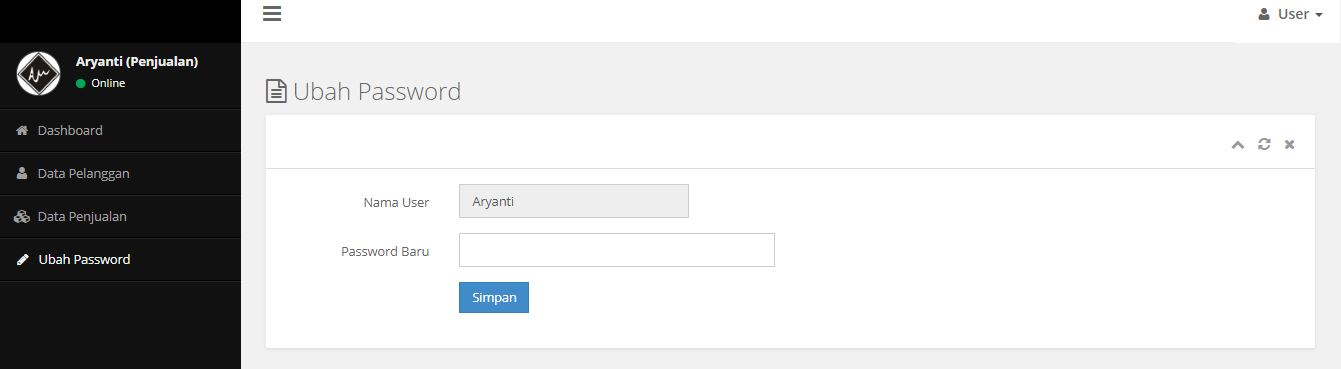 User
Aryanti (Penjualan)
Online
Dashboard
Data Pelanggan
Data Penjualan
Ubah Password
Ubah Password
Nama User
Aryanti
Password Baru
Simpan